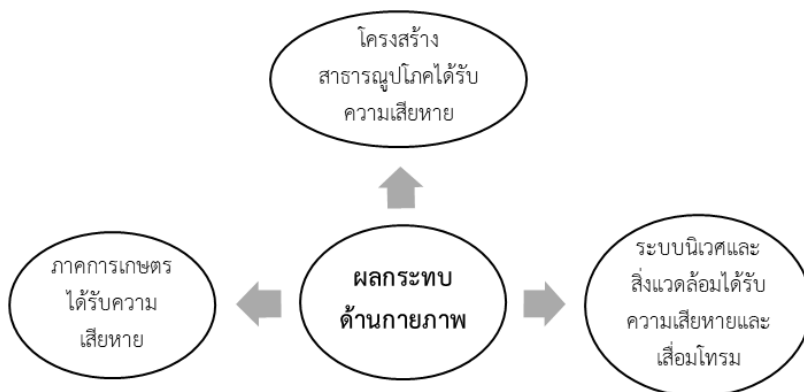 โครงสร้าง
สาธารณูปโภคได้รับ
ความเสียหาย
ภาคการเกษตร
ได้รับความ
เสียหาย
ผลกระทบ
ด้านกายภาพ
ระบบนิเวศและ
สิ่งแวดล้อมได้รับ
ความเสียหายและ
เสื่อมโทรม